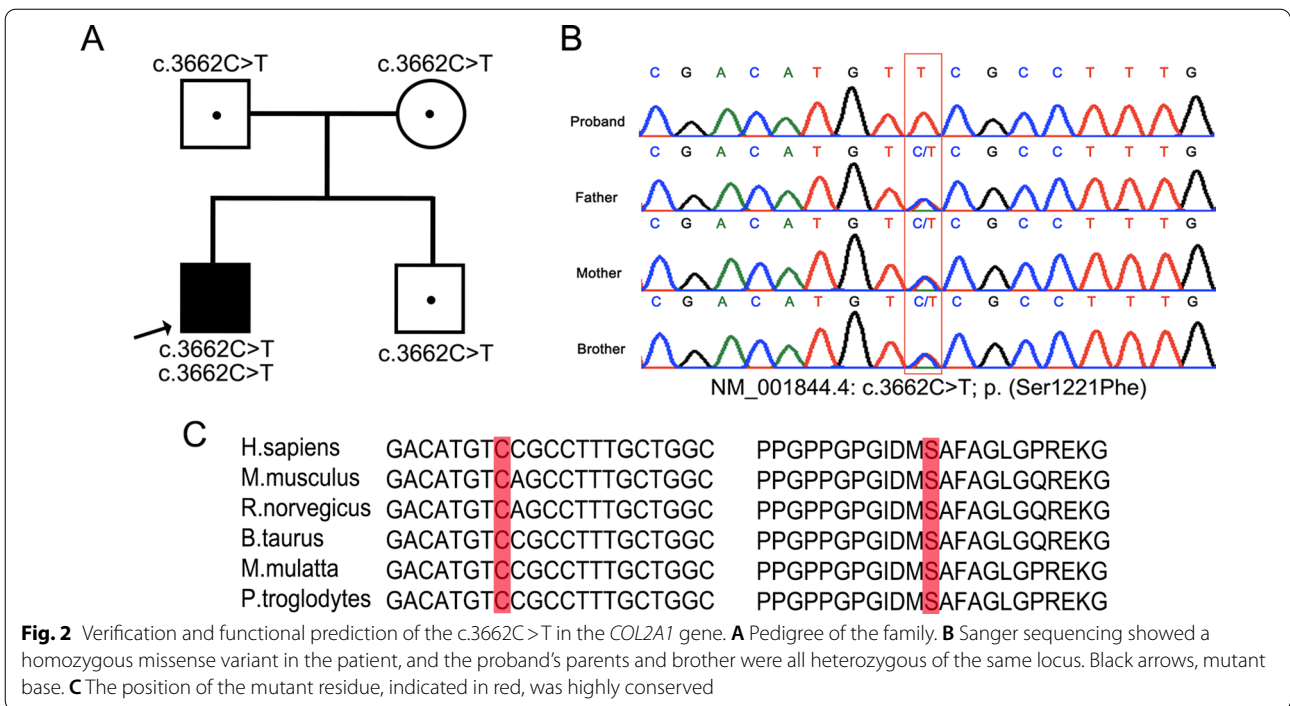 A
c.3662C>T
c.3662C>T
c.3662C>T
c.3662C>T
c.3662C>T
B
C G A C A T G T T C G C C T T T G
Proband
C G A C A T G T C/T C G C C T T T G
Father
C G A C A T G T C/T C G C C T T T G
Mother
C G A C A T G T C/T C G C C T T T G
Brother
NM_001844.4: c.3662C>T; p. (Ser1221Phe)
C
H.sapiens GACATGTCCGCCTTTGCTGGC PPGPPGPGIDMSAFAGLGPREKG
M.musculus GACATGTCAGCCTTTGCTGGC PPGPPGPGIDMSAFAGLGQREKG
R.norvegicus GACATGTCAGCCTTTGCTGGC PPGPPGPGIDMSAFAGLGQREKG
B.taurus GACATGTCCGCCTTTGCTGGC PPGPPGPGIDMSAFAGLGQREKG
M.mulatta GACATGTCCGCCTTTGCTGGC PPGPPGPGIDMSAFAGLGPREKG
P.troglodytes GACATGTCCGCCTTTGCTGGC PPGPPGPGIDMSAFAGLGPREKG
Fig. 2 Verification and functional prediction of the c.3662C > T in the COL2A1 gene. A Pedigree of the family. B Sanger sequencing showed a
homozygous missense variant in the patient, and the proband's parents and brother were all heterozygous of the same locus. Black arrows, mutant
base. C The position of the mutant residue, indicated in red, was highly conserved